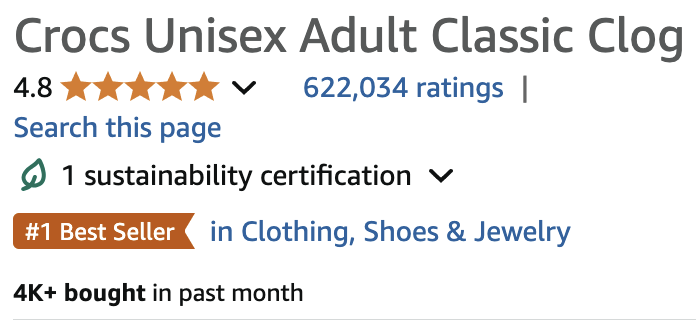 Crocs Unisex Adult Classic Clog
4.8 622,034 ratings |
Search this page
1 sustainability certification
#1 Best Seller in Clothing, Shoes & Jewelry
4K+ bought in past month